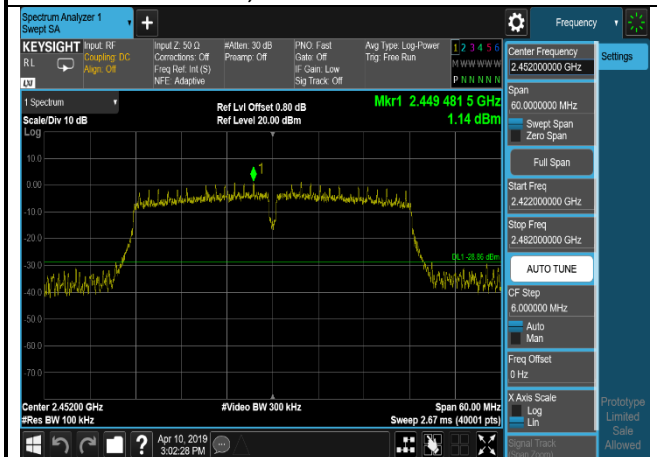 Spectrum Analyzer 1
Swept SA
+
Frequency
KEYSIGHT
RL
LXI
Input: RF
Coupling: DC
Align: Off
Input Z: 50 Ω
Corrections: Off
Freq Ref: Int (S)
NFE: Adaptive
#Atten: 30 dB
Preamp: Off
PNO: Fast
Gate: Off
IF Gain: Low
Sig Track: Off
Avg Type: Log-Power
Trig: Free Run
1 2 3 4 5 6
M WW WW W
P N N N N N
1 Spectrum
Scale/Div 10 dB
Ref Lvl Offset 0.80 dB
Ref Level 20.00 dBm
Mkr1 2.449 481 5 GHz
1.14 dBm
Log
10.0
0.00
-10.0
-20.0
-30.0
-40.0
-50.0
-60.0
-70.0
1
DL1 -28.86 dBm
Center 2.45200 GHz
#Res BW 100 kHz
#Video BW 300 kHz
Span 60.00 MHz
Sweep 2.67 ms (40001 pts)
Center Frequency
2.452000000 GHz
Settings
Span
60.0000000 MHz
Swept Span
Zero Span
Full Span
Start Freq
2.422000000 GHz
Stop Freq
2.482000000 GHz
AUTO TUNE
CF Step
6.000000 MHz
Auto
Man
Freq Offset
0 Hz
X Axis Scale
Log
Lin
Signal Track
(Span Zoom)
Prototype
Limited
Sale
Allowed
?
Apr 10, 2019
3:02:28 PM